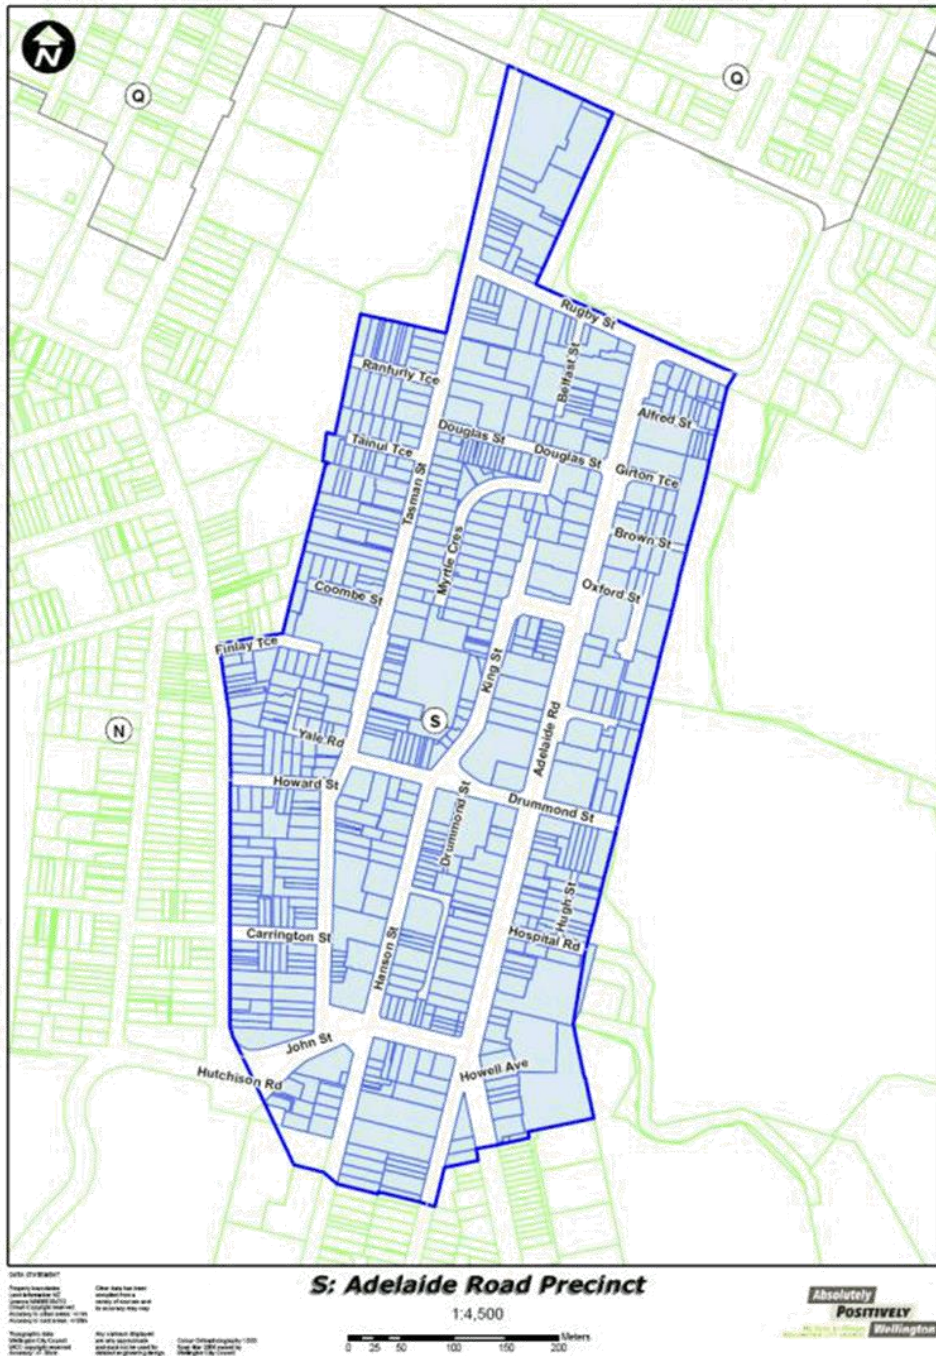 N
Q
Q
Rugby St
Belfast St
Ranfurly Tce
Alfred St
Douglas St
Tainui Tce
Douglas St
Girton Tce
Tasman St
Brown St
Myrtle Cres
Oxford St
Coombe St
Finlay Tce
King St
S
N
Yale Rd
Adelaide Rd
Howard St
Drummond St
Drummond St
Hugh St
Carrington St
Hospital Rd
Hanson St
John St
Hutchison Rd
Howell Ave
S: Adelaide Road Precinct
1:4,500
Meters
0 25 50 100 150 200
Absolutely
POSITIVELY
Wellington